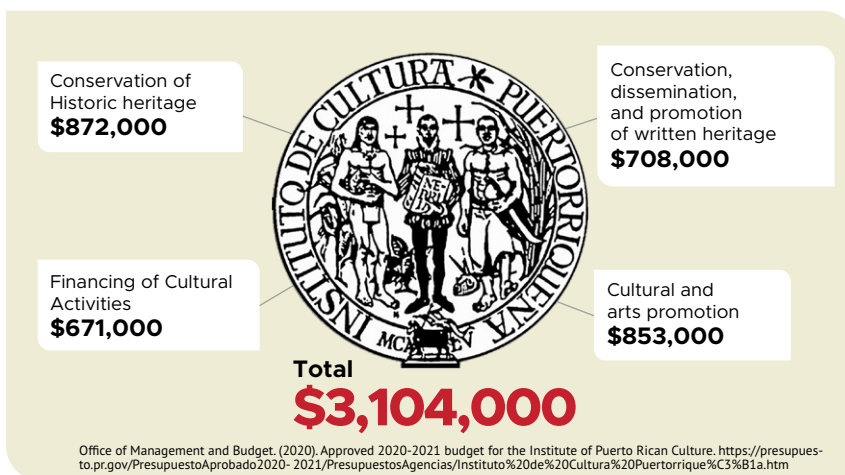 Conservation of
Historic heritage
$872,000
Conservation,
dissemination,
and promotion
of written heritage
$708,000
INSTITUTO DE CULTURA PUERTORRIQUEÑA
Financing of Cultural
Activities
$671,000
Cultural and
arts promotion
$853,000
Total
$3,104,000
Office of Management and Budget. (2020). Approved 2020-2021 budget for the Institute of Puerto Rican Culture. https://presupues-
to.pr.gov/PresupuestoAprobado2020- 2021/PresupuestosAgencias/Instituto%20de%20Cultura%20Puertorrique%C3%B1a.htm